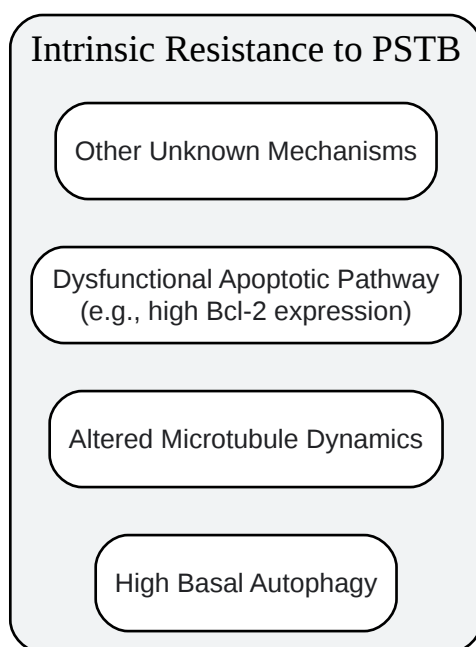 Intrinsic Resistance to PSTB
Other Unknown Mechanisms
Dysfunctional Apoptotic Pathway
(e.g., high Bcl-2 expression)
Altered Microtubule Dynamics
High Basal Autophagy